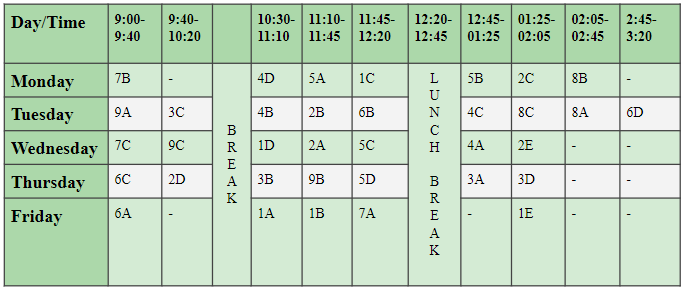 Day/Time 9:00-9:40 9:40-10:20 10:30-11:10 11:10-11:45 11:45-12:20 12:20-12:45 12:45-01:25 01:25-02:05 02:05-02:45 2:45-3:20
Monday 7B - 4D 5A 1C 5B 2C 8B -
Tuesday 9A 3C 4B 2B 6B 4C 8C 8A 6D
Wednesday 7C 9C 1D 2A 5C 4A 2E - -
Thursday 6C 2D 3B 9B 5D 3A 3D - -
Friday 6A - 1A 1B 7A - 1E - -
BREAK
LUNCH BREAK